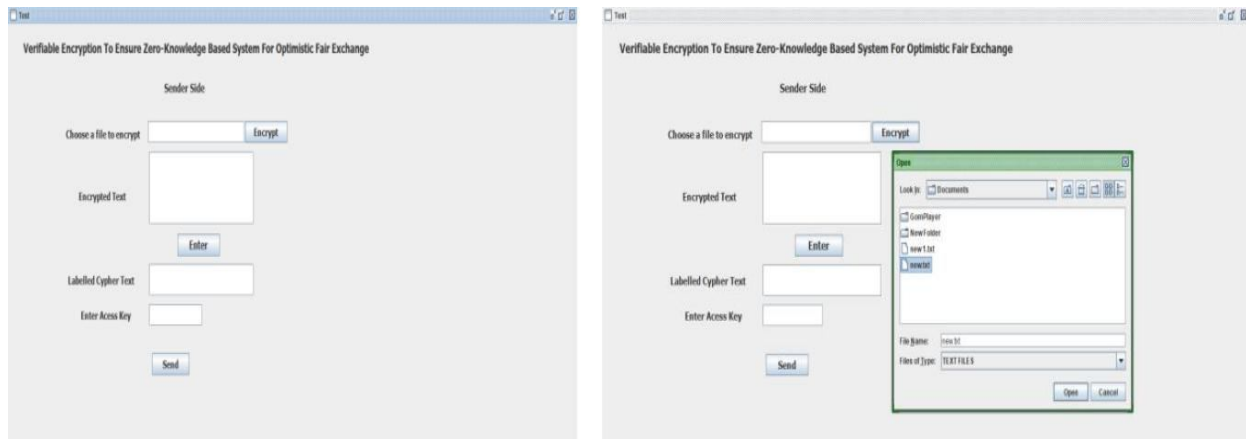 Test
Verifiable Encryption To Ensure Zero-Knowledge Based System For Optimistic Fair Exchange
Sender Side
Choose a file to encrypt
Encrypt
Encrypted Text
Enter
Labelled Cypher Text
Enter Acess Key
Send
Test
Verifiable Encryption To Ensure Zero-Knowledge Based System For Optimistic Fair Exchange
Sender Side
Choose a file to encrypt
Encrypt
Encrypted Text
Enter
Labelled Cypher Text
Enter Acess Key
Send
Open
Look In: Documents
GomPlayer
New Folder
new1.txt
new.txt
File Name: new.txt
Files of Type: TEXT FILES
Open Cancel